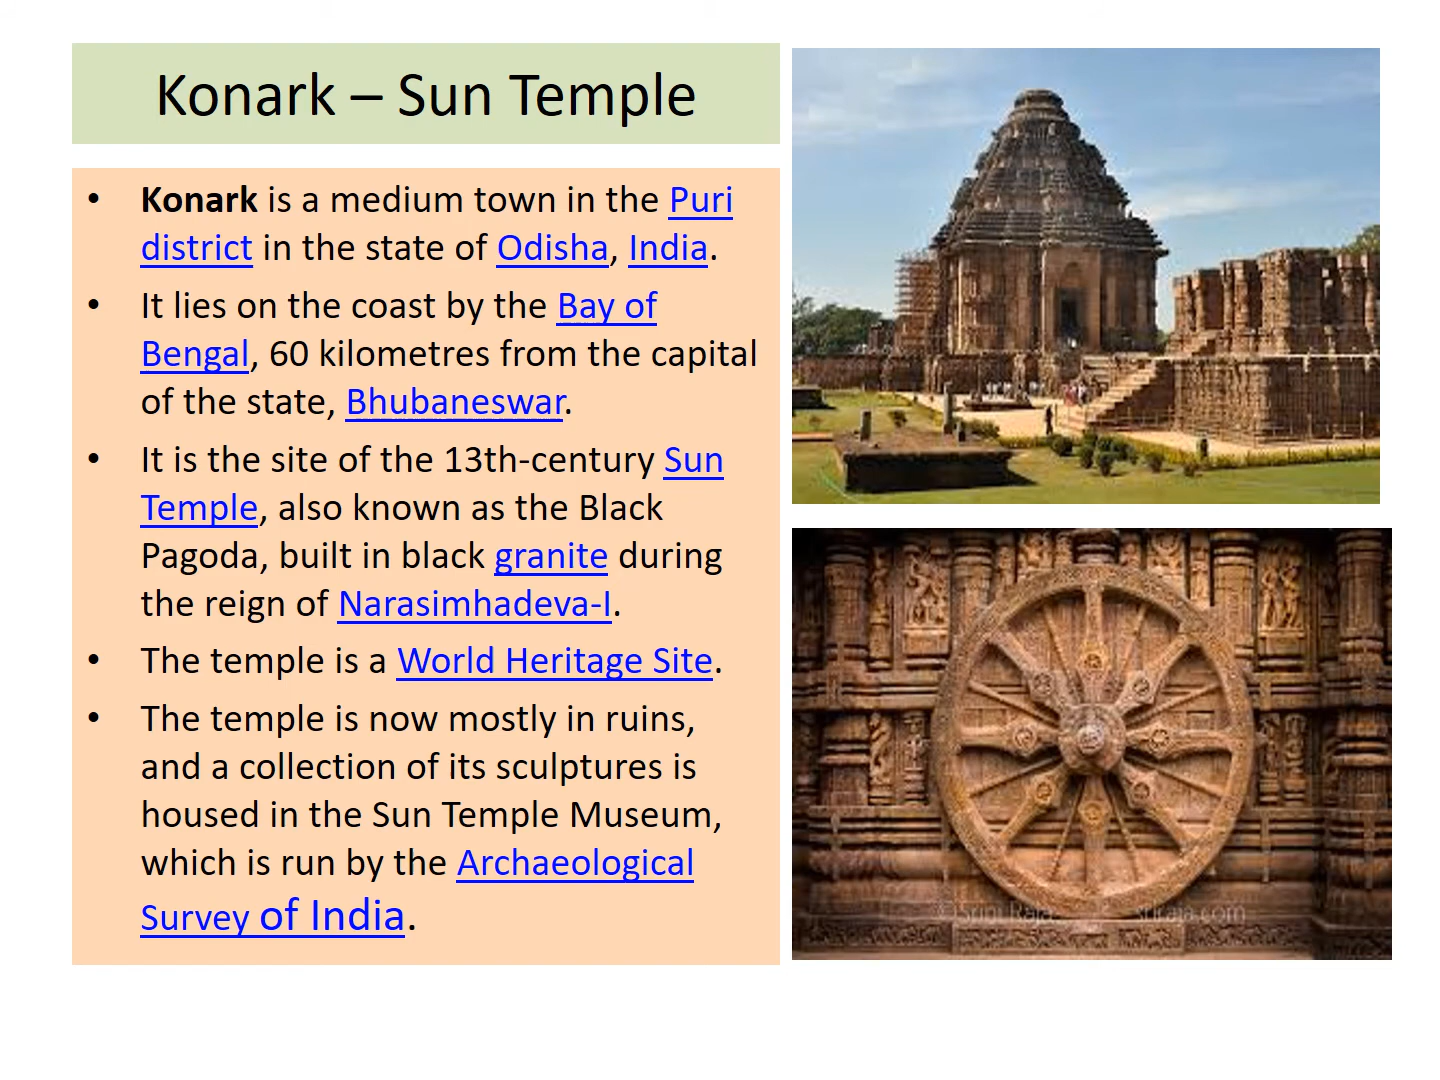 Konark – Sun Temple
• Konark is a medium town in the Puri
district in the state of Odisha, India.
• It lies on the coast by the Bay of
Bengal, 60 kilometres from the capital
of the state, Bhubaneswar.
• It is the site of the 13th-century Sun
Temple, also known as the Black
Pagoda, built in black granite during
the reign of Narasimhadeva-I.
• The temple is a World Heritage Site.
• The temple is now mostly in ruins,
and a collection of its sculptures is
housed in the Sun Temple Museum,
which is run by the Archaeological
Survey of India.